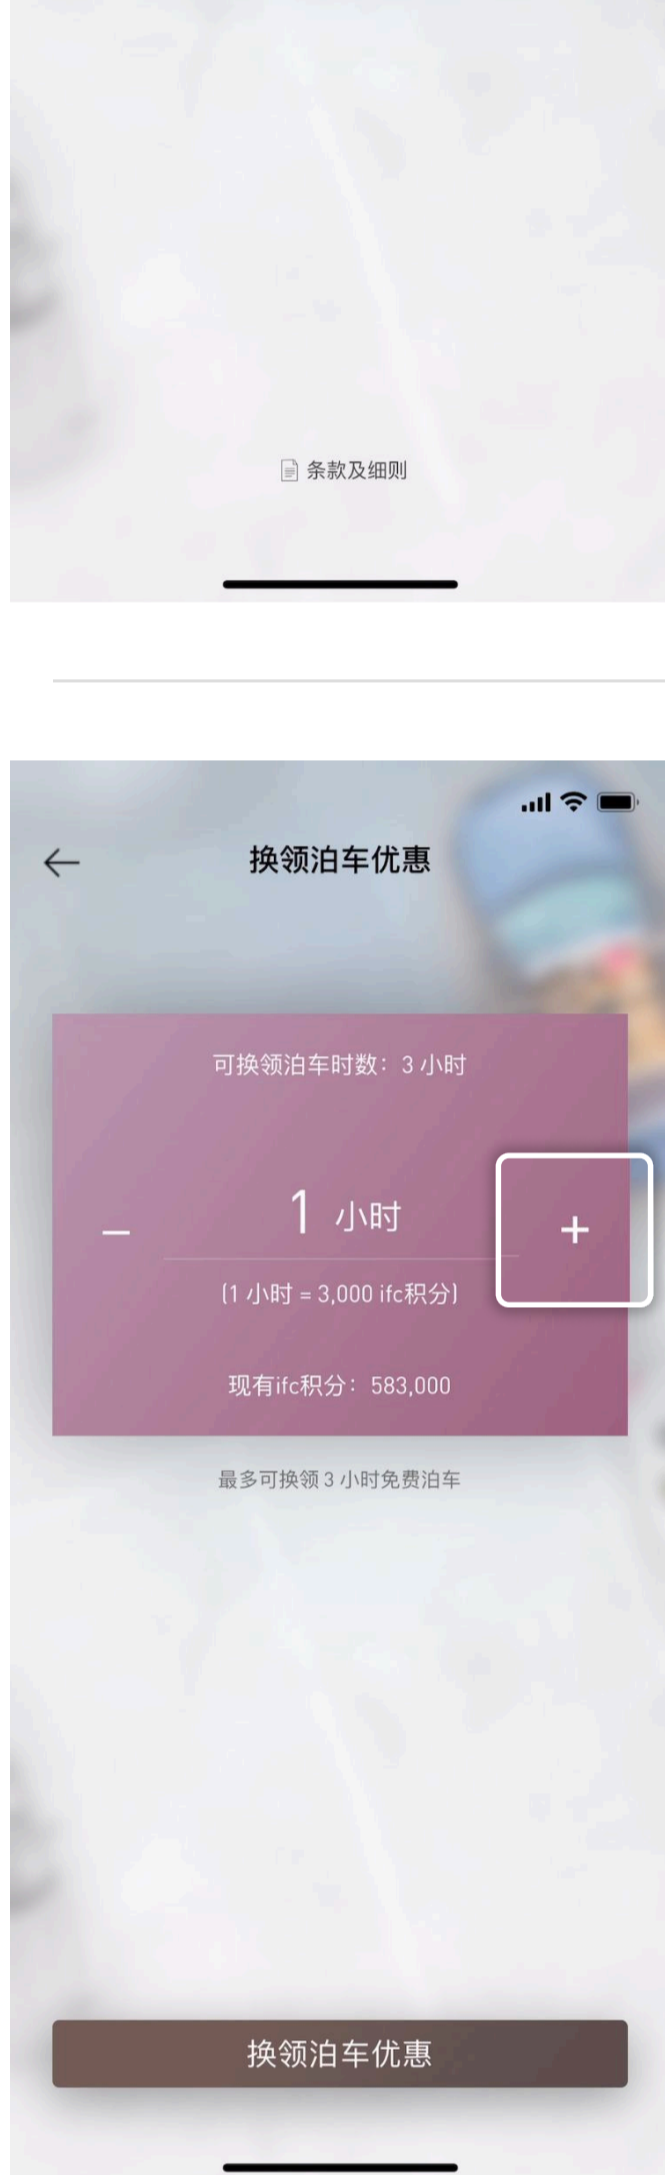 条款及细则
换领泊车优惠
可换领泊车时数：3 小时
− 1 小时 +
(1 小时 = 3,000 ifc积分)
现有ifc积分：583,000
最多可换领 3 小时免费泊车
换领泊车优惠